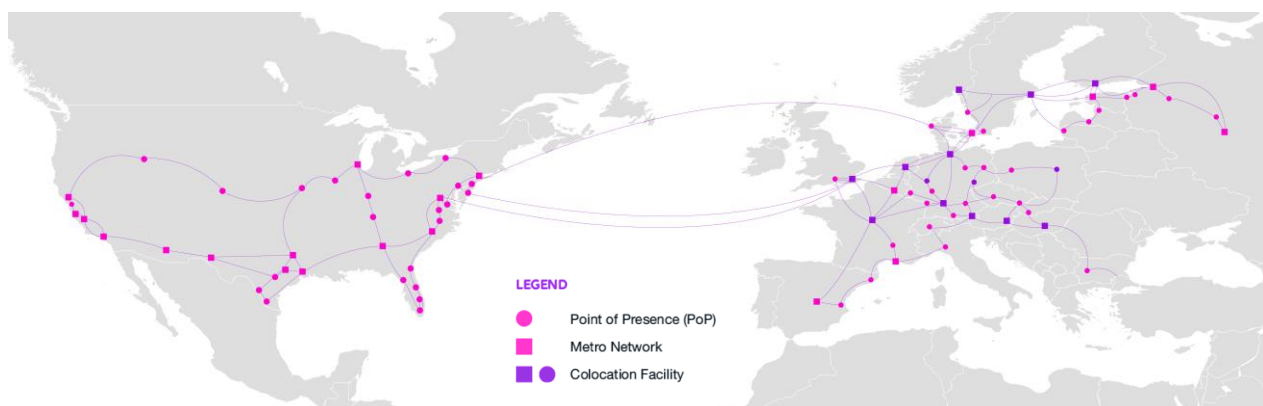 LEGEND
Point of Presence (PoP)
Metro Network
Colocation Facility